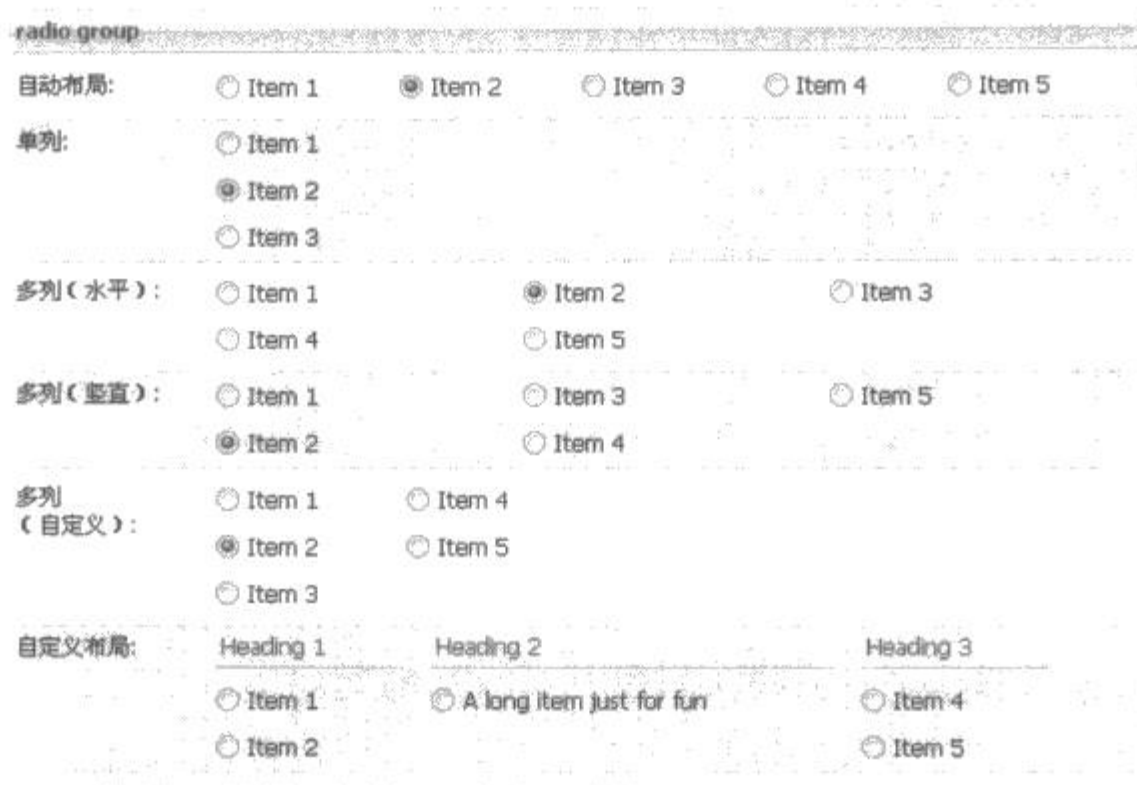 radio group
自动布局: Item 1 Item 2 Item 3 Item 4 Item 5
单列: Item 1
Item 2
Item 3
多列（水平）: Item 1 Item 2 Item 3
Item 4 Item 5
多列（竖直）: Item 1 Item 3 Item 5
Item 2 Item 4
多列 Item 1 Item 4
（自定义）:
Item 2 Item 5
Item 3
自定义布局: Heading 1 Heading 2 Heading 3
Item 1 A long item just for fun Item 4
Item 2 Item 5